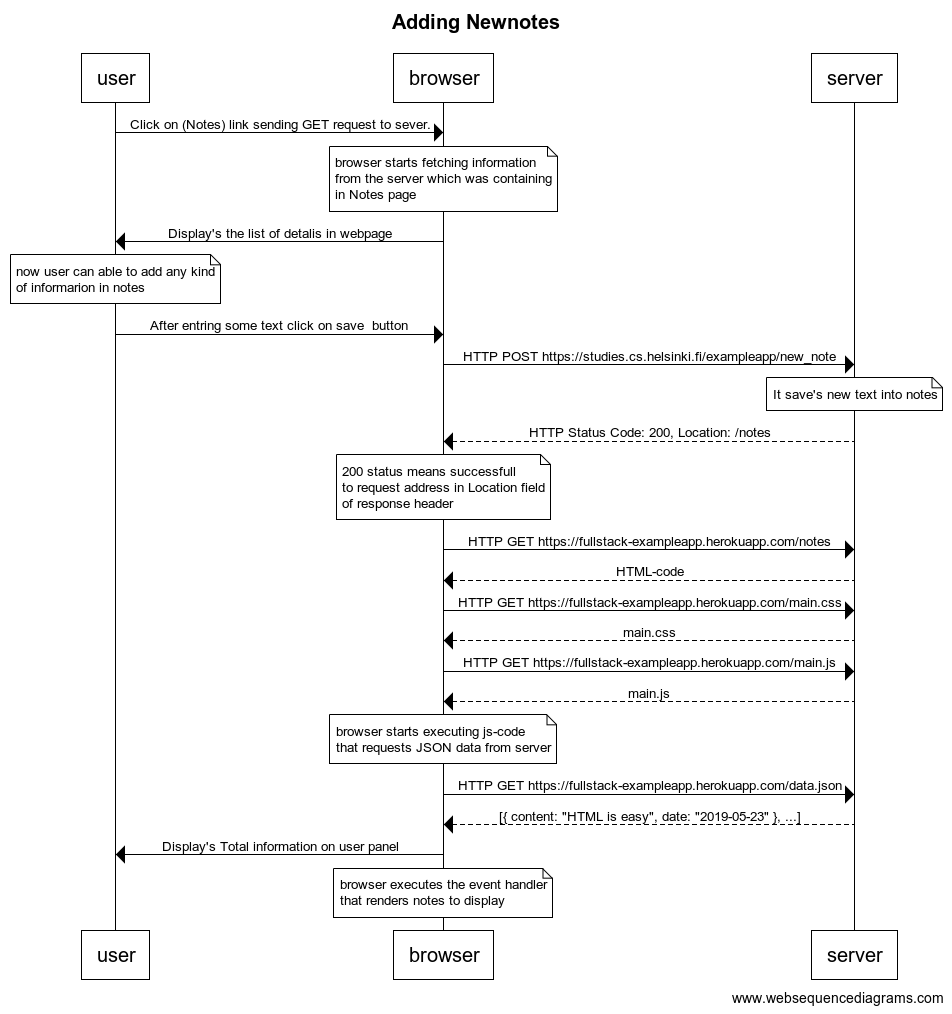 Adding Newnotes
user
browser
server
Click on (Notes) link sending GET request to sever.
browser starts fetching information
from the server which was containing
in Notes page
Display's the list of detalis in webpage
now user can able to add any kind
of informarion in notes
After entring some text click on save  button
HTTP POST https://studies.cs.helsinki.fi/exampleapp/new_note
It save's new text into notes
HTTP Status Code: 200, Location: /notes
200 status means successfull
to request address in Location field
of response header
HTTP GET https://fullstack-exampleapp.herokuapp.com/notes
HTML-code
HTTP GET https://fullstack-exampleapp.herokuapp.com/main.css
main.css
HTTP GET https://fullstack-exampleapp.herokuapp.com/main.js
main.js
browser starts executing js-code
that requests JSON data from server
HTTP GET https://fullstack-exampleapp.herokuapp.com/data.json
[{ content: "HTML is easy", date: "2019-05-23" }, ...]
Display's Total information on user panel
browser executes the event handler
that renders notes to display
user
browser
server
www.websequencediagrams.com